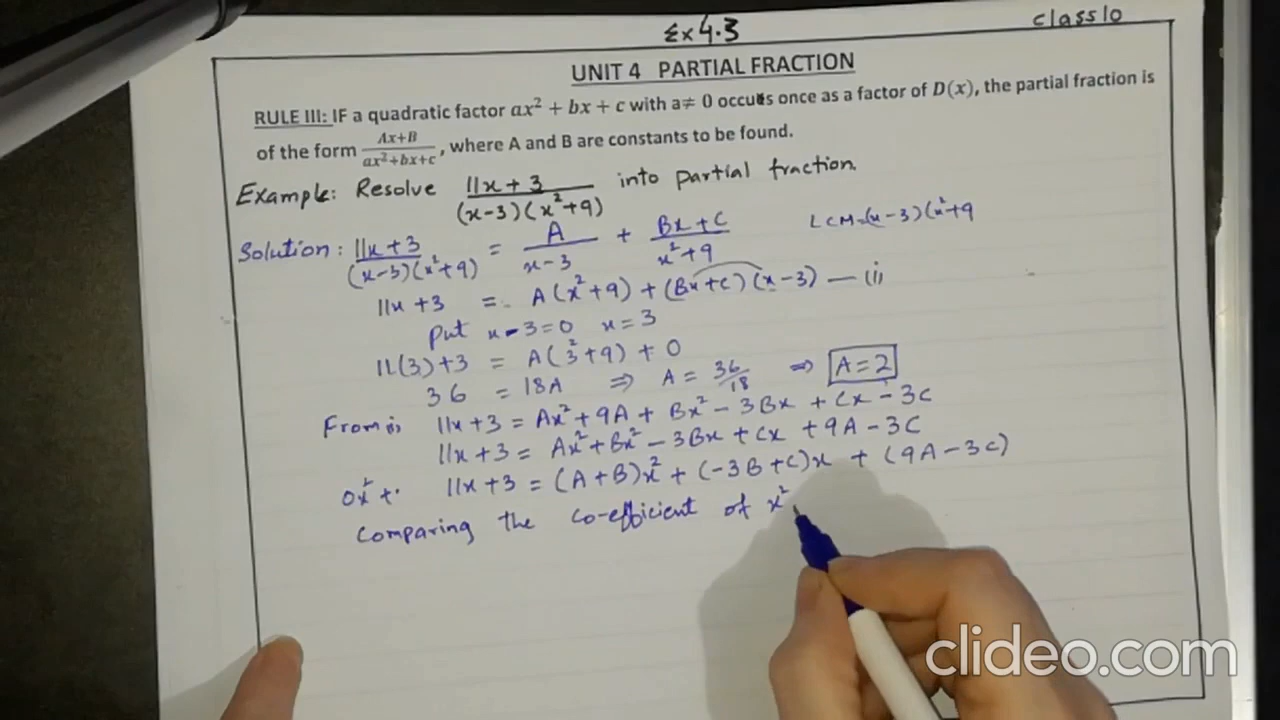 Ex 4.3
class10
UNIT 4 PARTIAL FRACTION
RULE III: IF a quadratic factor ax² + bx + c with a≠ 0 occurs once as a factor of D(x), the partial fraction is
of the form (Ax+B)/(ax²+bx+c), where A and B are constants to be found.
Example: Resolve (11x + 3)/((x-3)(x²+9)) into partial fraction.
Solution: (11x+3)/((x-3)(x²+9)) = A/(x-3) + (Bx+C)/(x²+9) LCM=(x-3)(x²+9
11x+3 = A(x²+9) + (Bx+C)(x-3) — (i)
Put x-3=0 x=3
11(3)+3 = A(3²+9) + 0
36 = 18A ⇒ A = 36/18 ⇒ A=2
From (i) 11x+3 = Ax² + 9A + Bx² - 3Bx + Cx - 3C
11x+3 = Ax² + Bx² - 3Bx + Cx + 9A - 3C
0x² + 11x+3 = (A+B)x² + (-3B+C)x + (9A-3C)
Comparing the co-efficient of x²
clideo.com